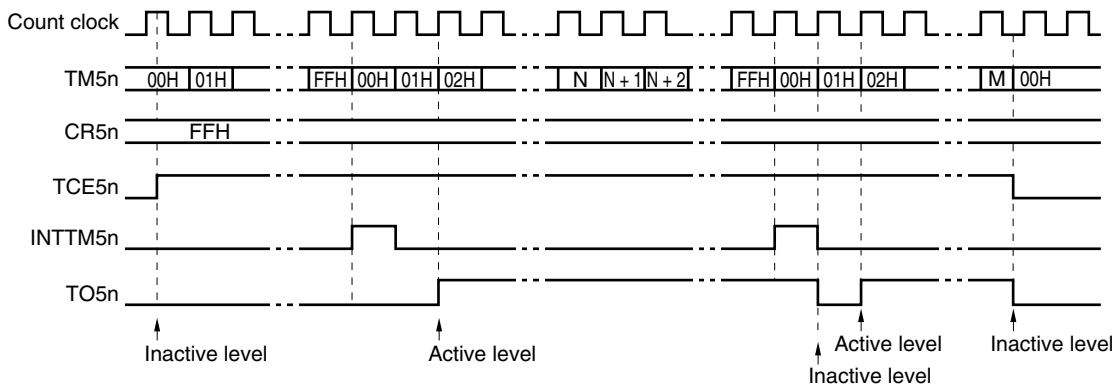 Count clock
TM5n 00H 01H FFH 00H 01H 02H N N + 1 N + 2 FFH 00H 01H 02H M 00H
CR5n FFH
TCE5n
INTTM5n
TO5n
Inactive level Active level Active level Inactive level
Inactive level